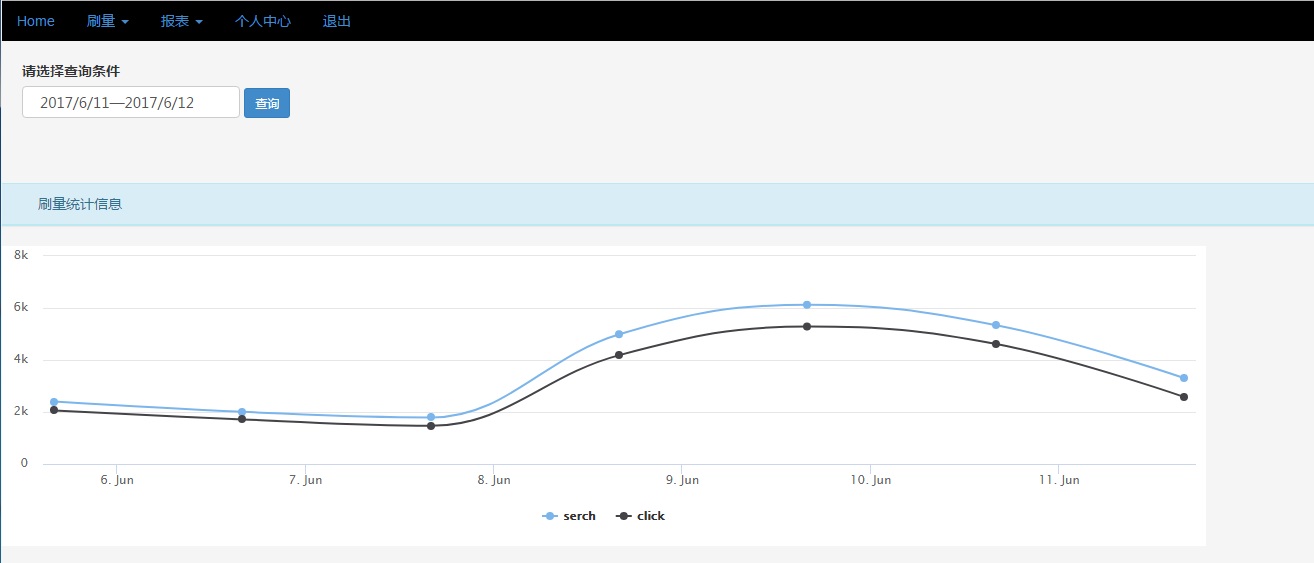 Home 刷量 报表 个人中心 退出
请选择查询条件
2017/6/11—2017/6/12 查询
刷量统计信息
8k
6k
4k
2k
0
6. Jun 7. Jun 8. Jun 9. Jun 10. Jun 11. Jun
serch click